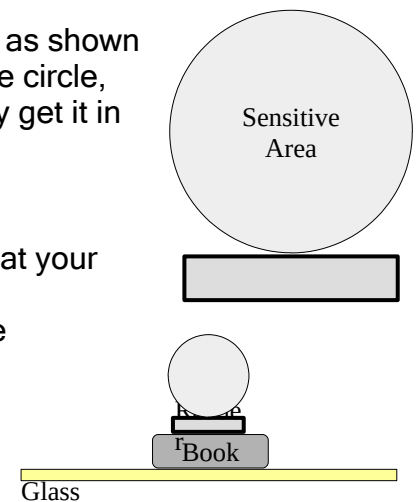 as shown
e circle,
y get it in
at your
e
Sensitive
Area
Book
Glass